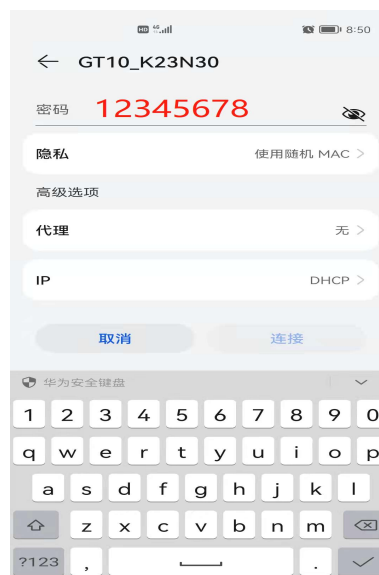 HD 4G 8:50
GT10_K23N30
密码 12345678
隐私 使用随机 MAC
高级选项
代理 无
IP DHCP
取消 连接
华为安全键盘
1 2 3 4 5 6 7 8 9 0
q w e r t y u i o p
a s d f g h j k l
z x c v b n m
?123 , .